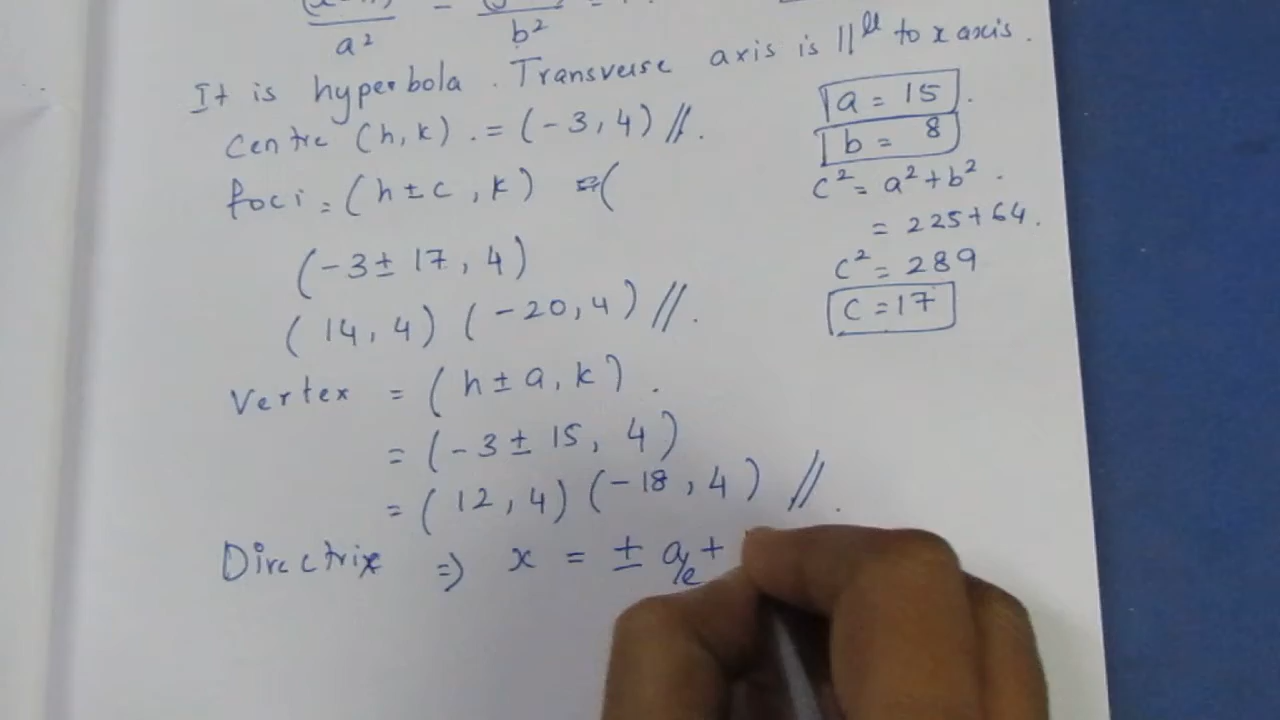 a² − b²
It is hyperbola. Transverse axis is ||ˡˡ to x axis.
Centre (h,k). = (-3,4) //.
foci = (h±c, k) = (
(-3±17, 4)
(14,4) (-20,4) //.
Vertex = (h±a, k).
= (-3±15, 4)
= (12,4) (-18,4) //.
Directrix ⇒ x = ± a/e +
a = 15.
b = 8
c² = a²+b².
= 225+64.
c² = 289
c = 17